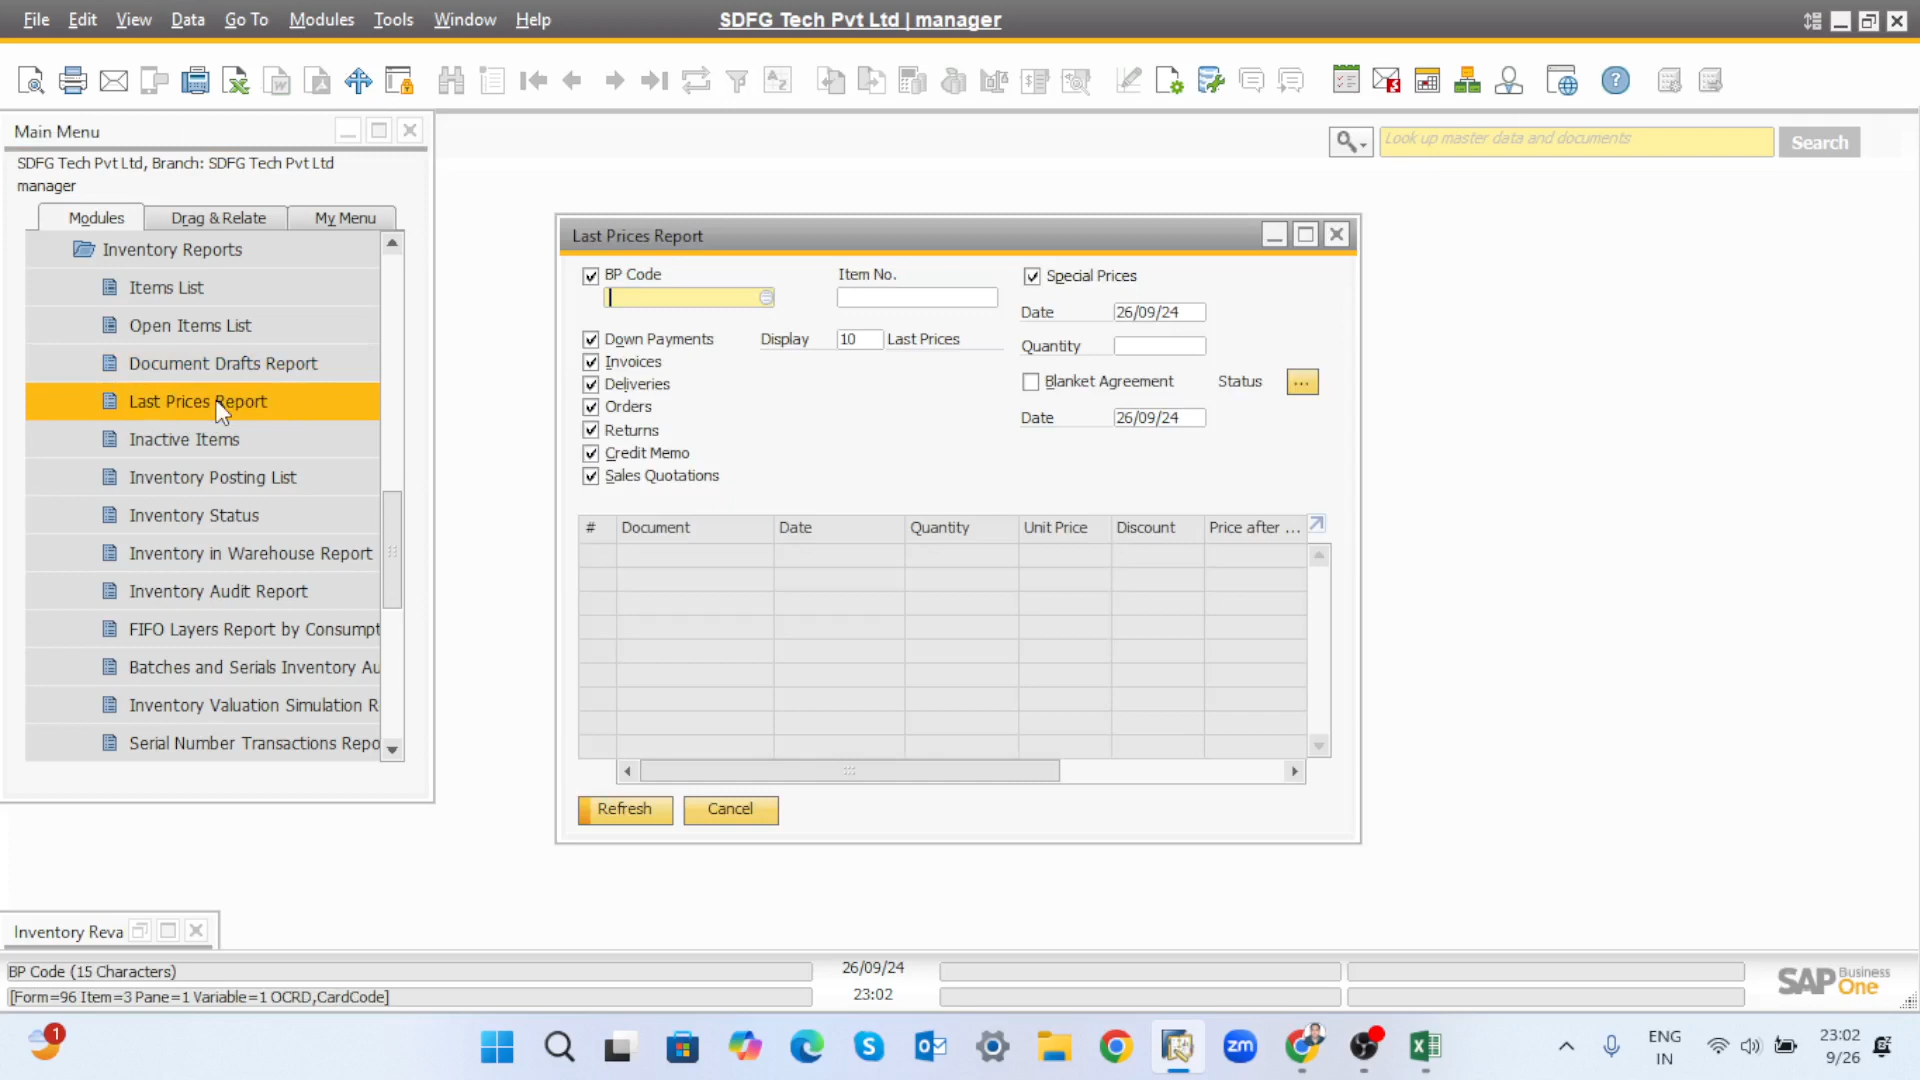 File Edit View Data Go To Modules Tools Window Help
SDFG Tech Pvt Ltd | manager
Main Menu
SDFG Tech Pvt Ltd, Branch: SDFG Tech Pvt Ltd
manager
Modules Drag & Relate My Menu
Inventory Reports
Items List
Open Items List
Document Drafts Report
Last Prices Report
Inactive Items
Inventory Posting List
Inventory Status
Inventory in Warehouse Report
Inventory Audit Report
FIFO Layers Report by Consumpt
Batches and Serials Inventory Au
Inventory Valuation Simulation R
Serial Number Transactions Repo
Look up master data and documents
Search
Last Prices Report
BP Code Item No. Special Prices
Date 26/09/24
Down Payments Display 10 Last Prices
Quantity
Invoices
Deliveries
Blanket Agreement Status ...
Orders
Date 26/09/24
Returns
Credit Memo
Sales Quotations
# Document Date Quantity Unit Price Discount Price after ...
Refresh Cancel
Inventory Reva
BP Code (15 Characters)
26/09/24
[Form=96 Item=3 Pane=1 Variable=1 OCRD,CardCode]
23:02
SAP Business One
1
zm
ENG
IN
23:02
9/26